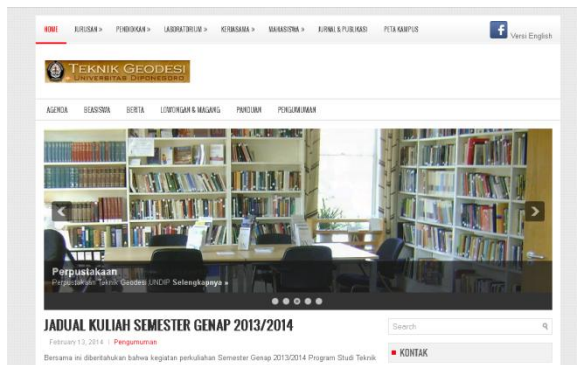 HOME JURUSAN » PENDIDIKAN » LABORATORIUM » KERJASAMA » MAHASISWA » JURNAL & PUBLIKASI PETA KAMPUS
f Versi English
TEKNIK GEODESI
UNIVERSITAS DIPONEGORO
AGENDA BEASISWA BERITA LOWONGAN & MAGANG PANDUAN PENGUMUMAN
Perpustakaan
Perpustakaan Teknik Geodesi UNDIP Selengkapnya »
JADUAL KULIAH SEMESTER GENAP 2013/2014
February 13, 2014 | Pengumuman
Bersama ini diberitahukan bahwa kegiatan perkuliahan Semester Genap 2013/2014 Program Studi Teknik
Search
KONTAK